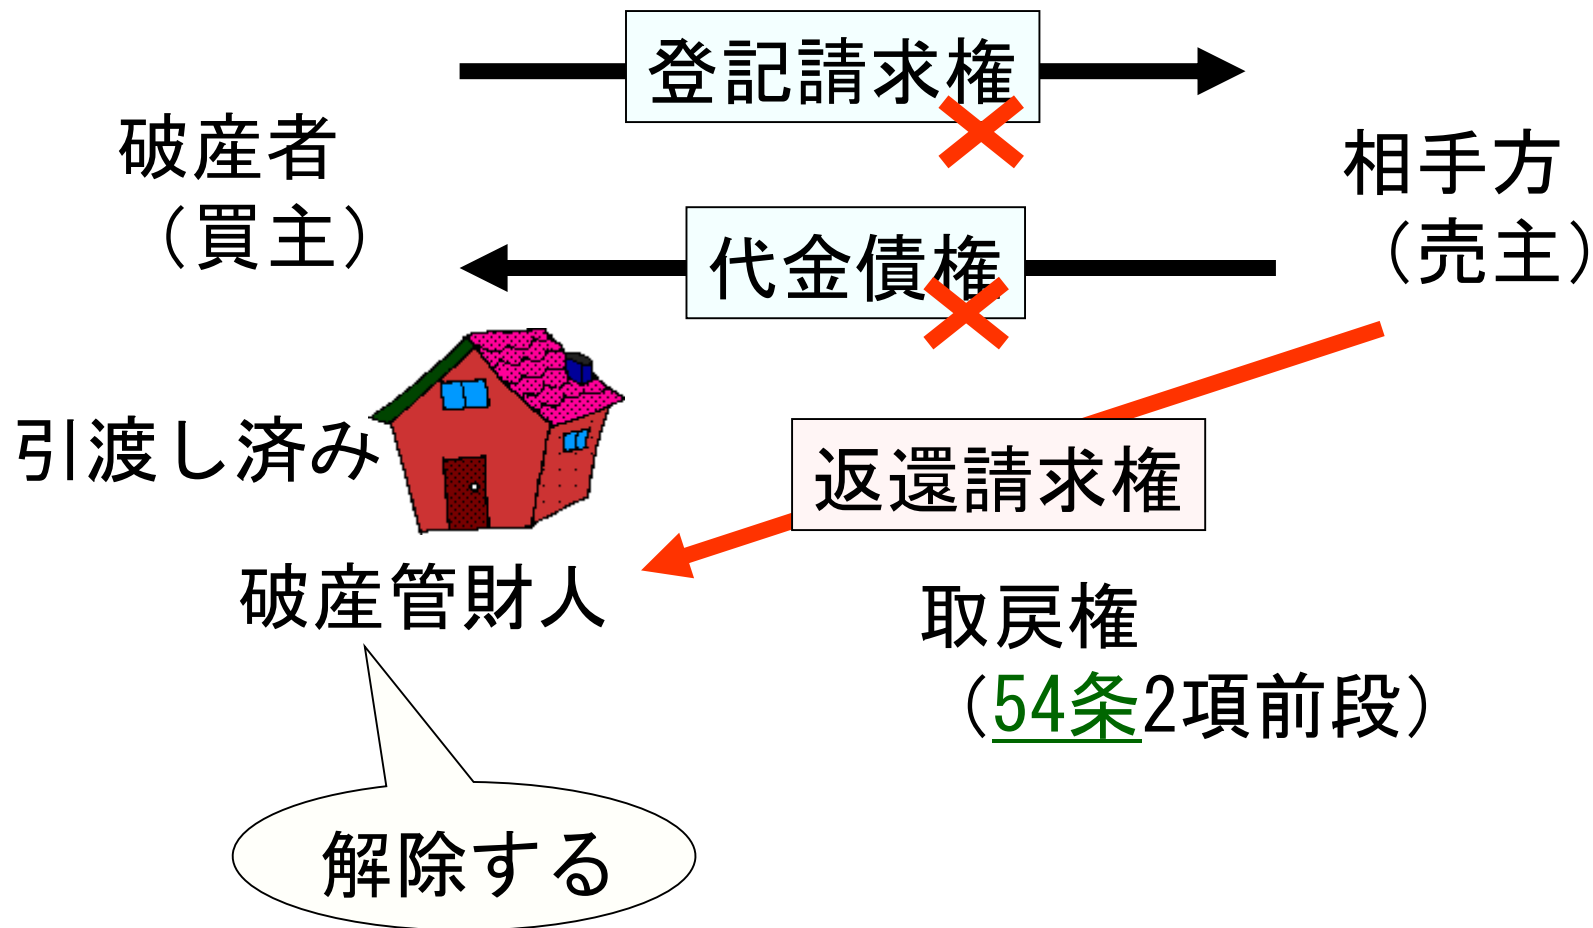 登記請求権
破産者
（買主）
相手方
（売主）
代金債権
引渡し済み
返還請求権
破産管財人
取戻権
（54条2項前段）
解除する